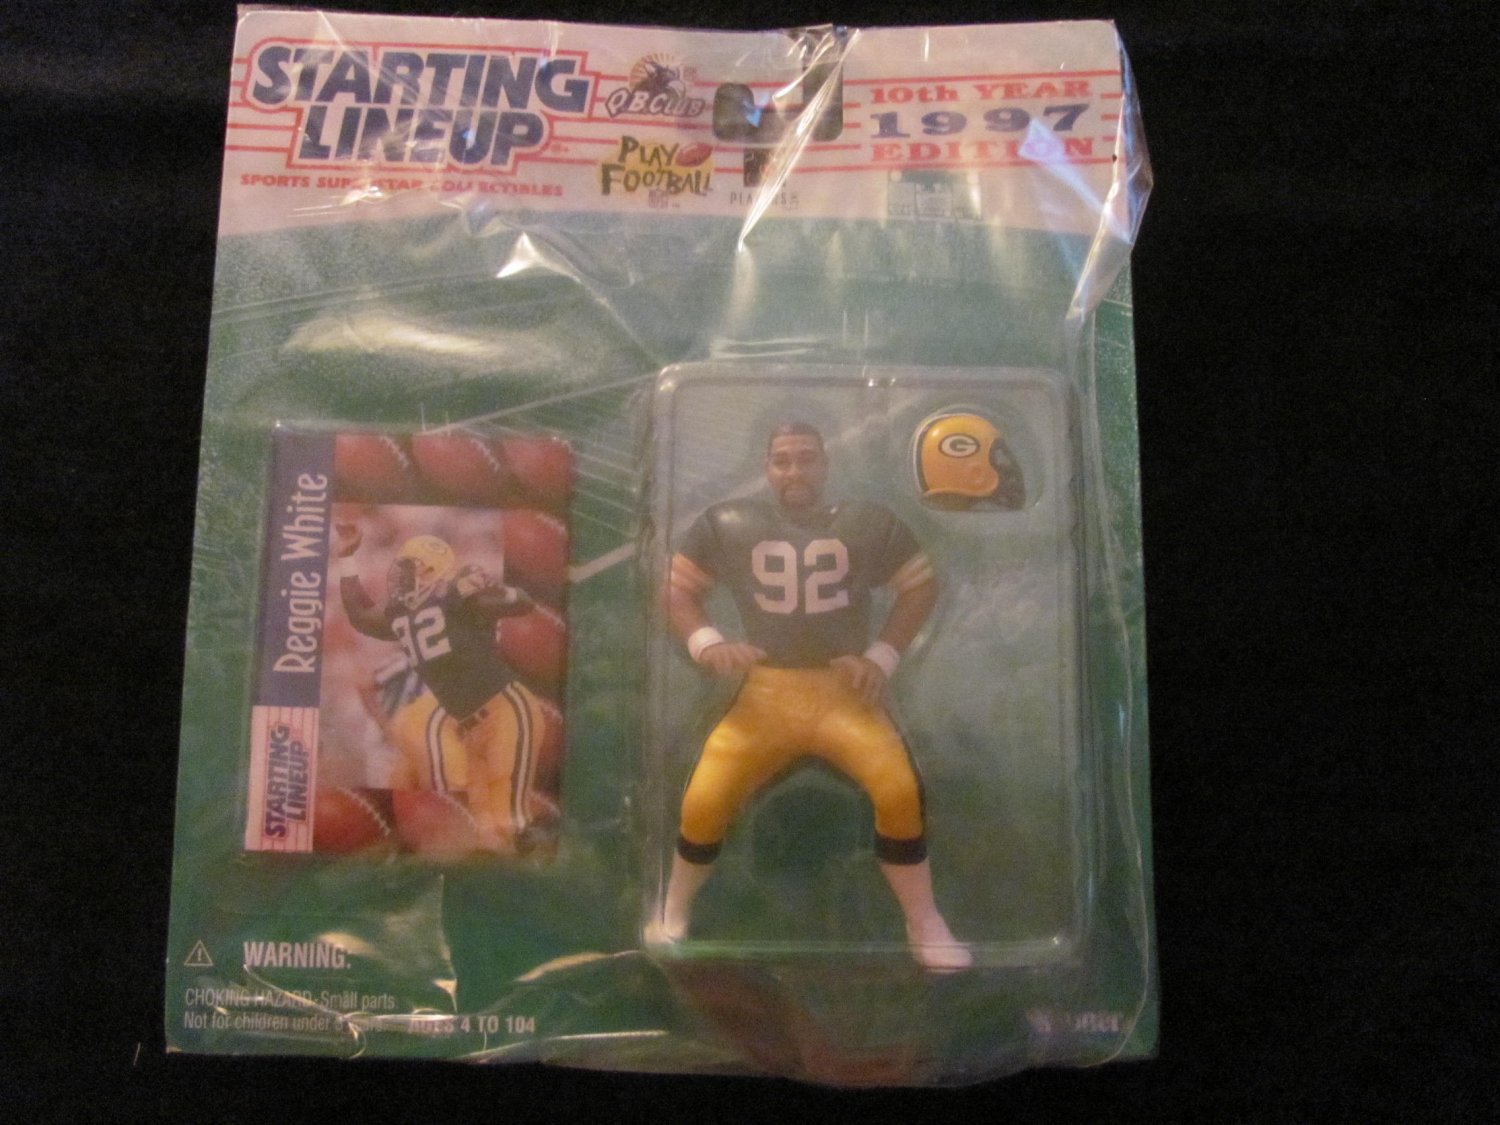 STARTING
LINEUP
SPORTS SUPERSTAR COLLECTIBLES
Q.B. CLUB
PLAY
FOOTBALL
PLAYERS
10th YEAR
1997
EDITION
Reggie White
STARTING
LINEUP
92
G
92
WARNING:
CHOKING HAZARD-Small parts
Not for children under 3 years
AGES 4 TO 104